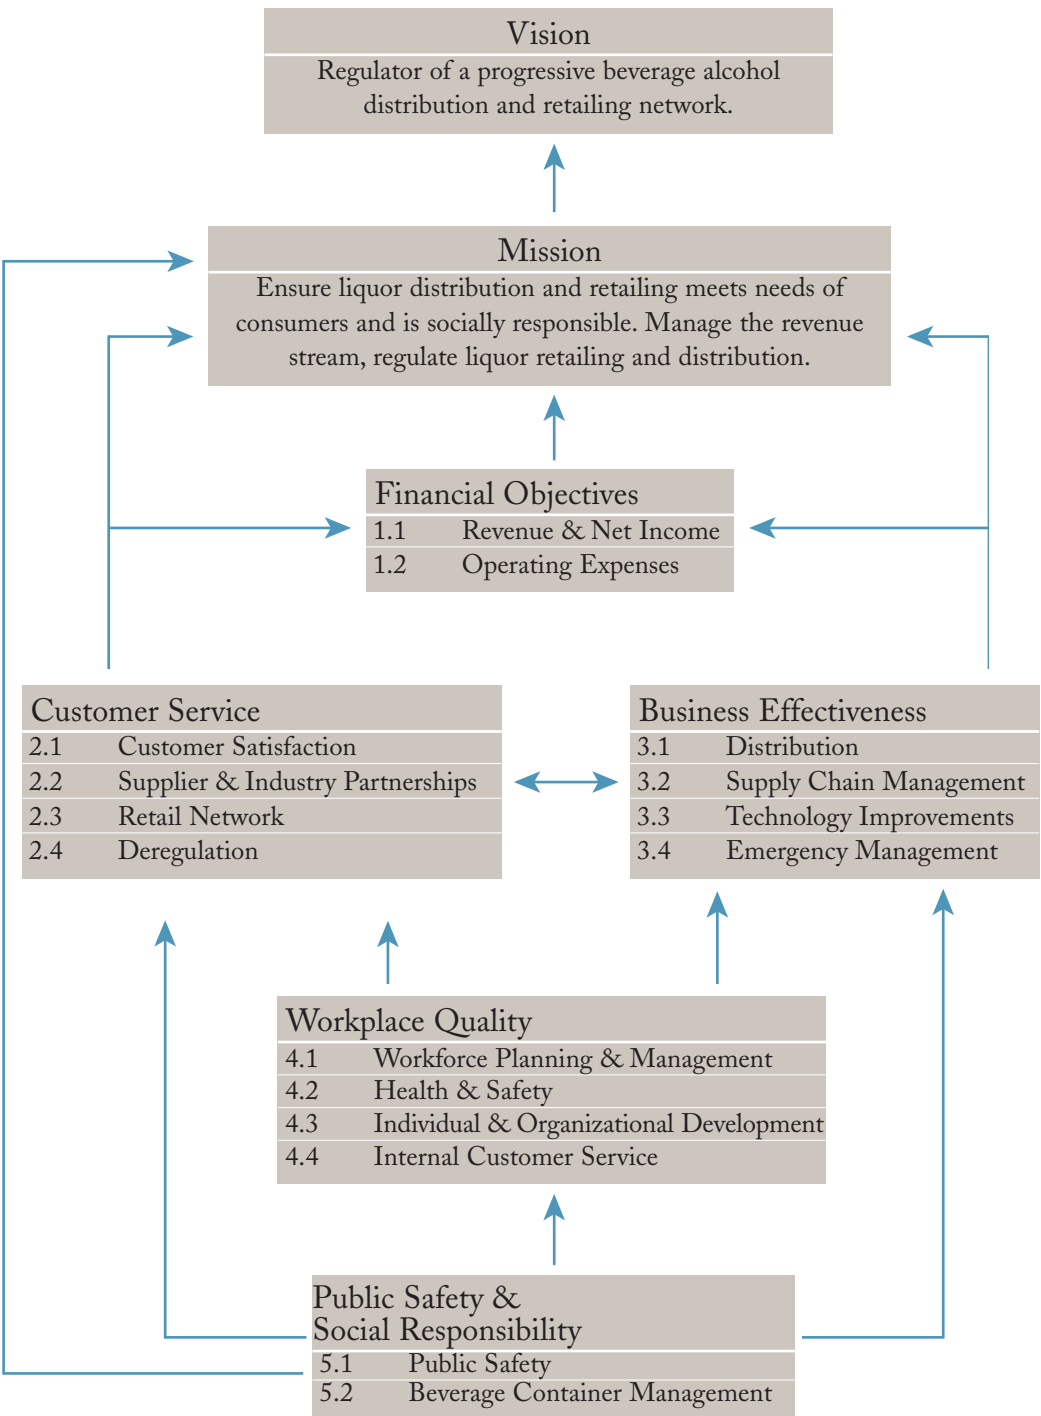 Vision
Regulator of a progressive beverage alcohol
distribution and retailing network.
Mission
Ensure liquor distribution and retailing meets needs of
consumers and is socially responsible. Manage the revenue
stream, regulate liquor retailing and distribution.
Financial Objectives
1.1 Revenue & Net Income
1.2 Operating Expenses
Customer Service
2.1 Customer Satisfaction
2.2 Supplier & Industry Partnerships
2.3 Retail Network
2.4 Deregulation
Business Effectiveness
3.1 Distribution
3.2 Supply Chain Management
3.3 Technology Improvements
3.4 Emergency Management
Workplace Quality
4.1 Workforce Planning & Management
4.2 Health & Safety
4.3 Individual & Organizational Development
4.4 Internal Customer Service
Public Safety &
Social Responsibility
5.1 Public Safety
5.2 Beverage Container Management